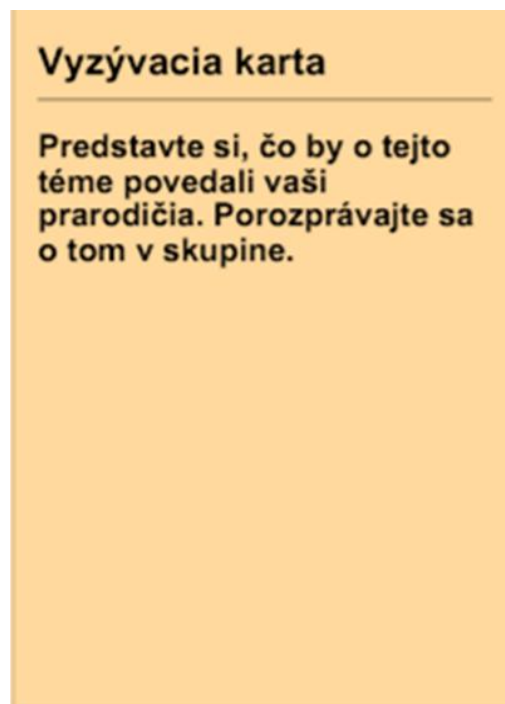 Vyzývacia karta
Predstavte si, čo by o tejto
téme povedali vaši
prarodičia. Porozprávajte sa
o tom v skupine.